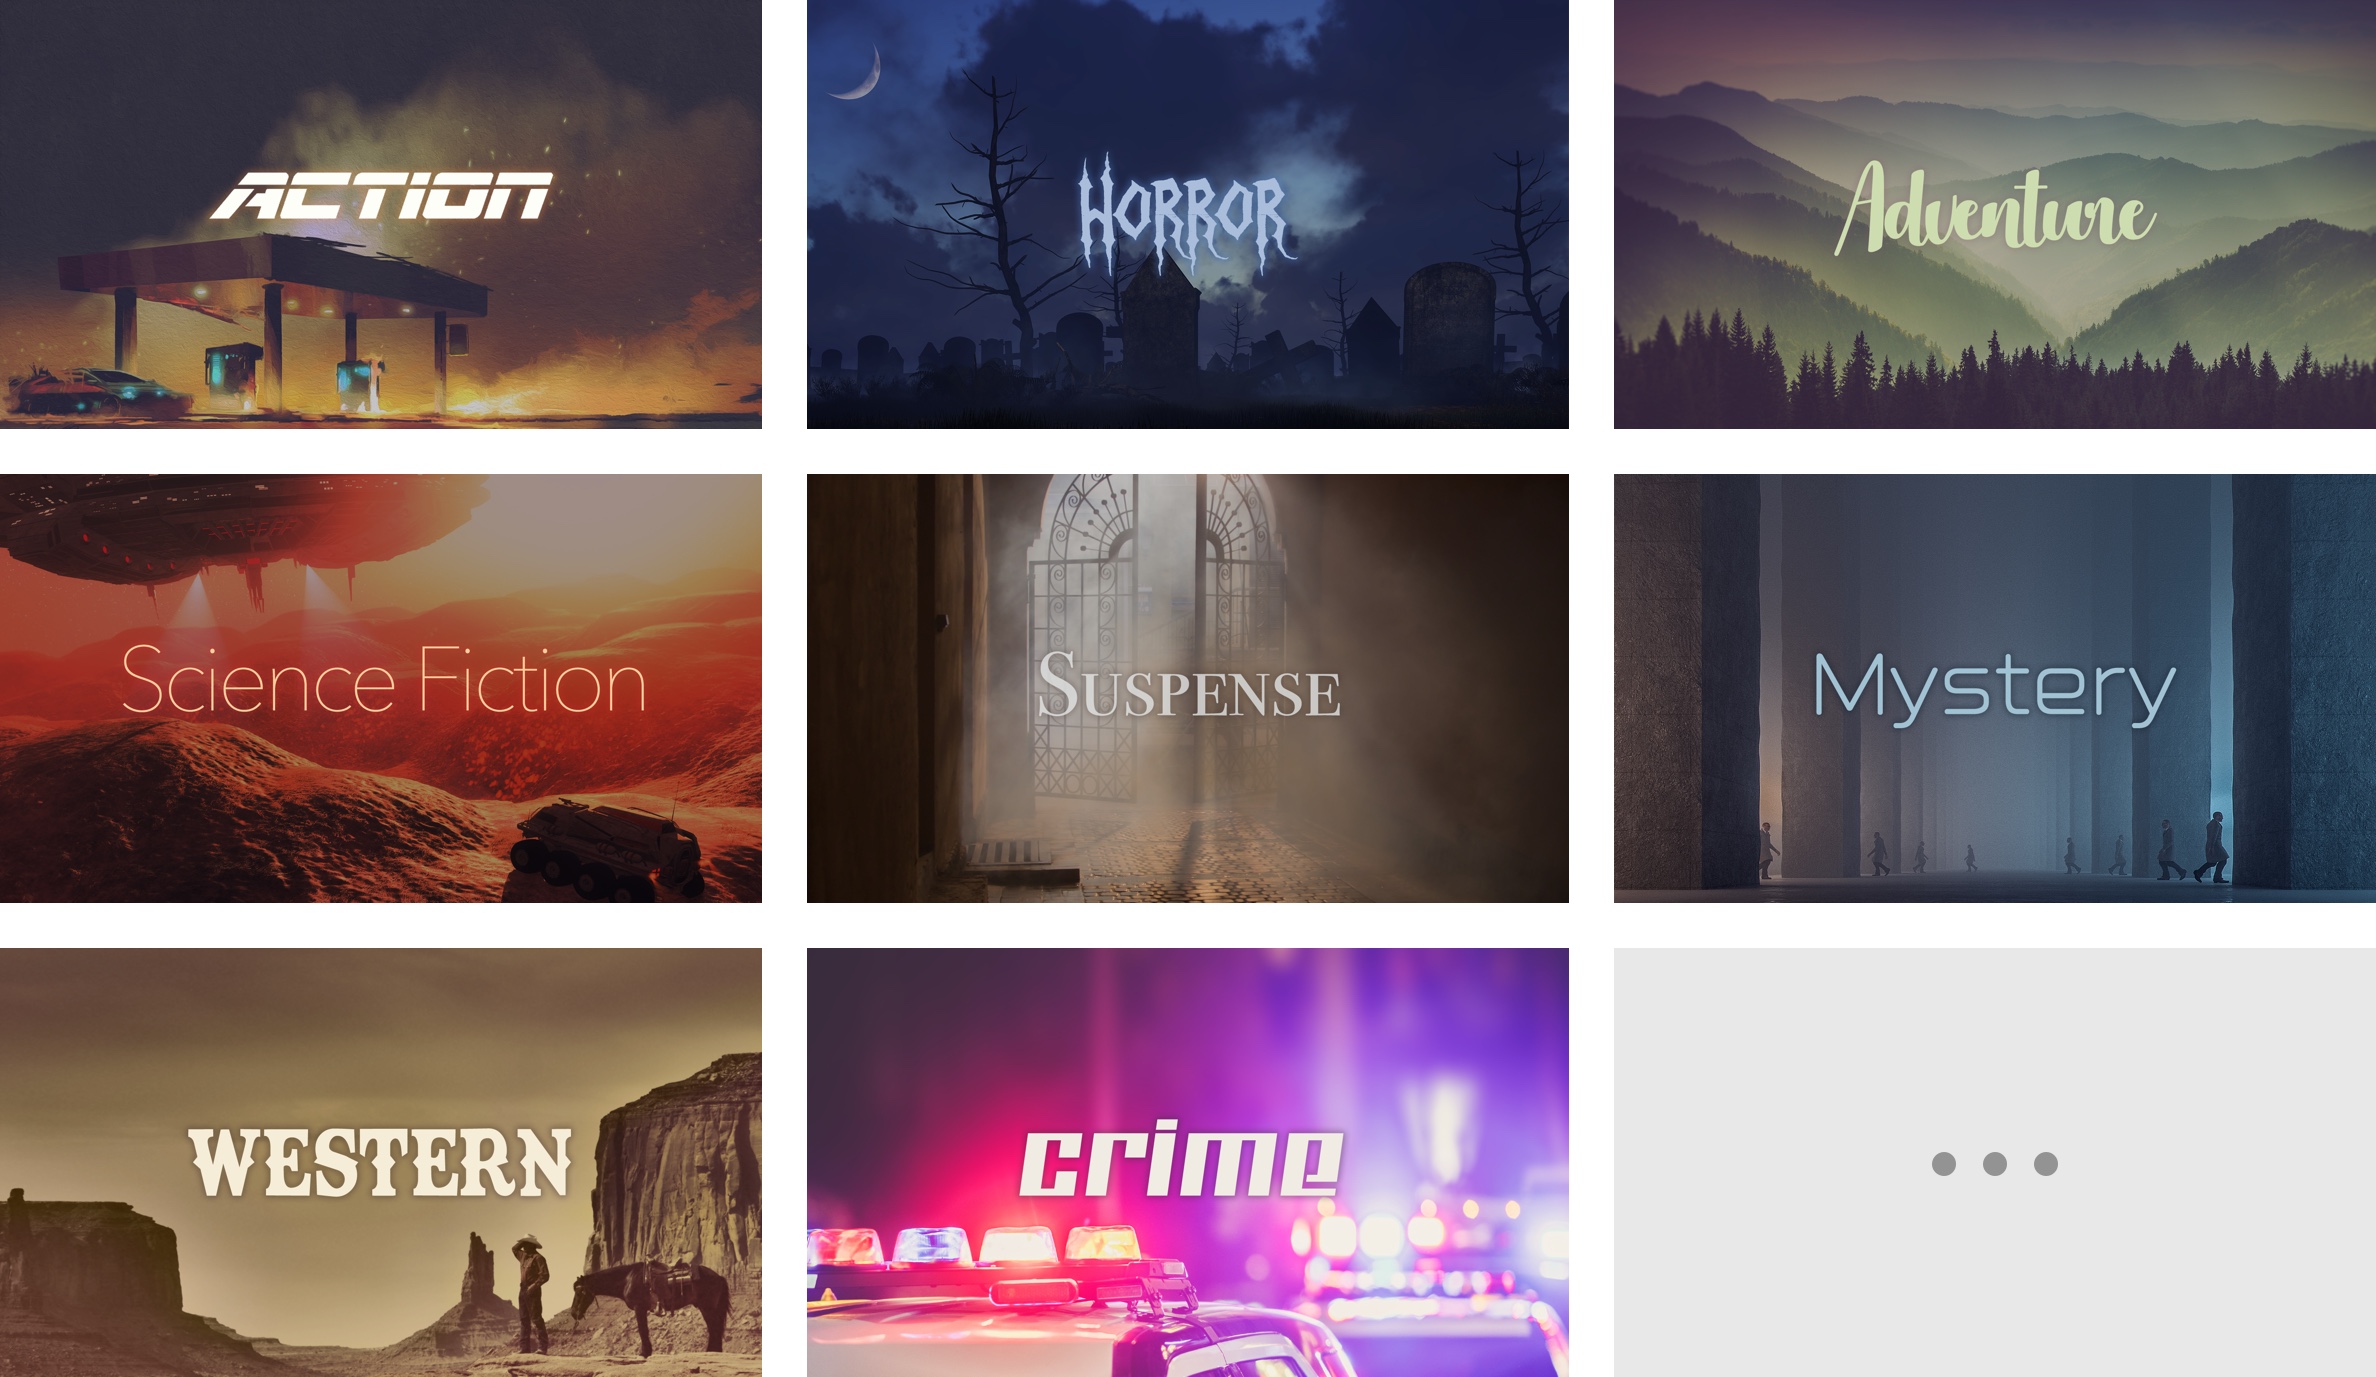 ACTION
HORROR
Adventure
Science Fiction
SUSPENSE
Mystery
WESTERN
crime